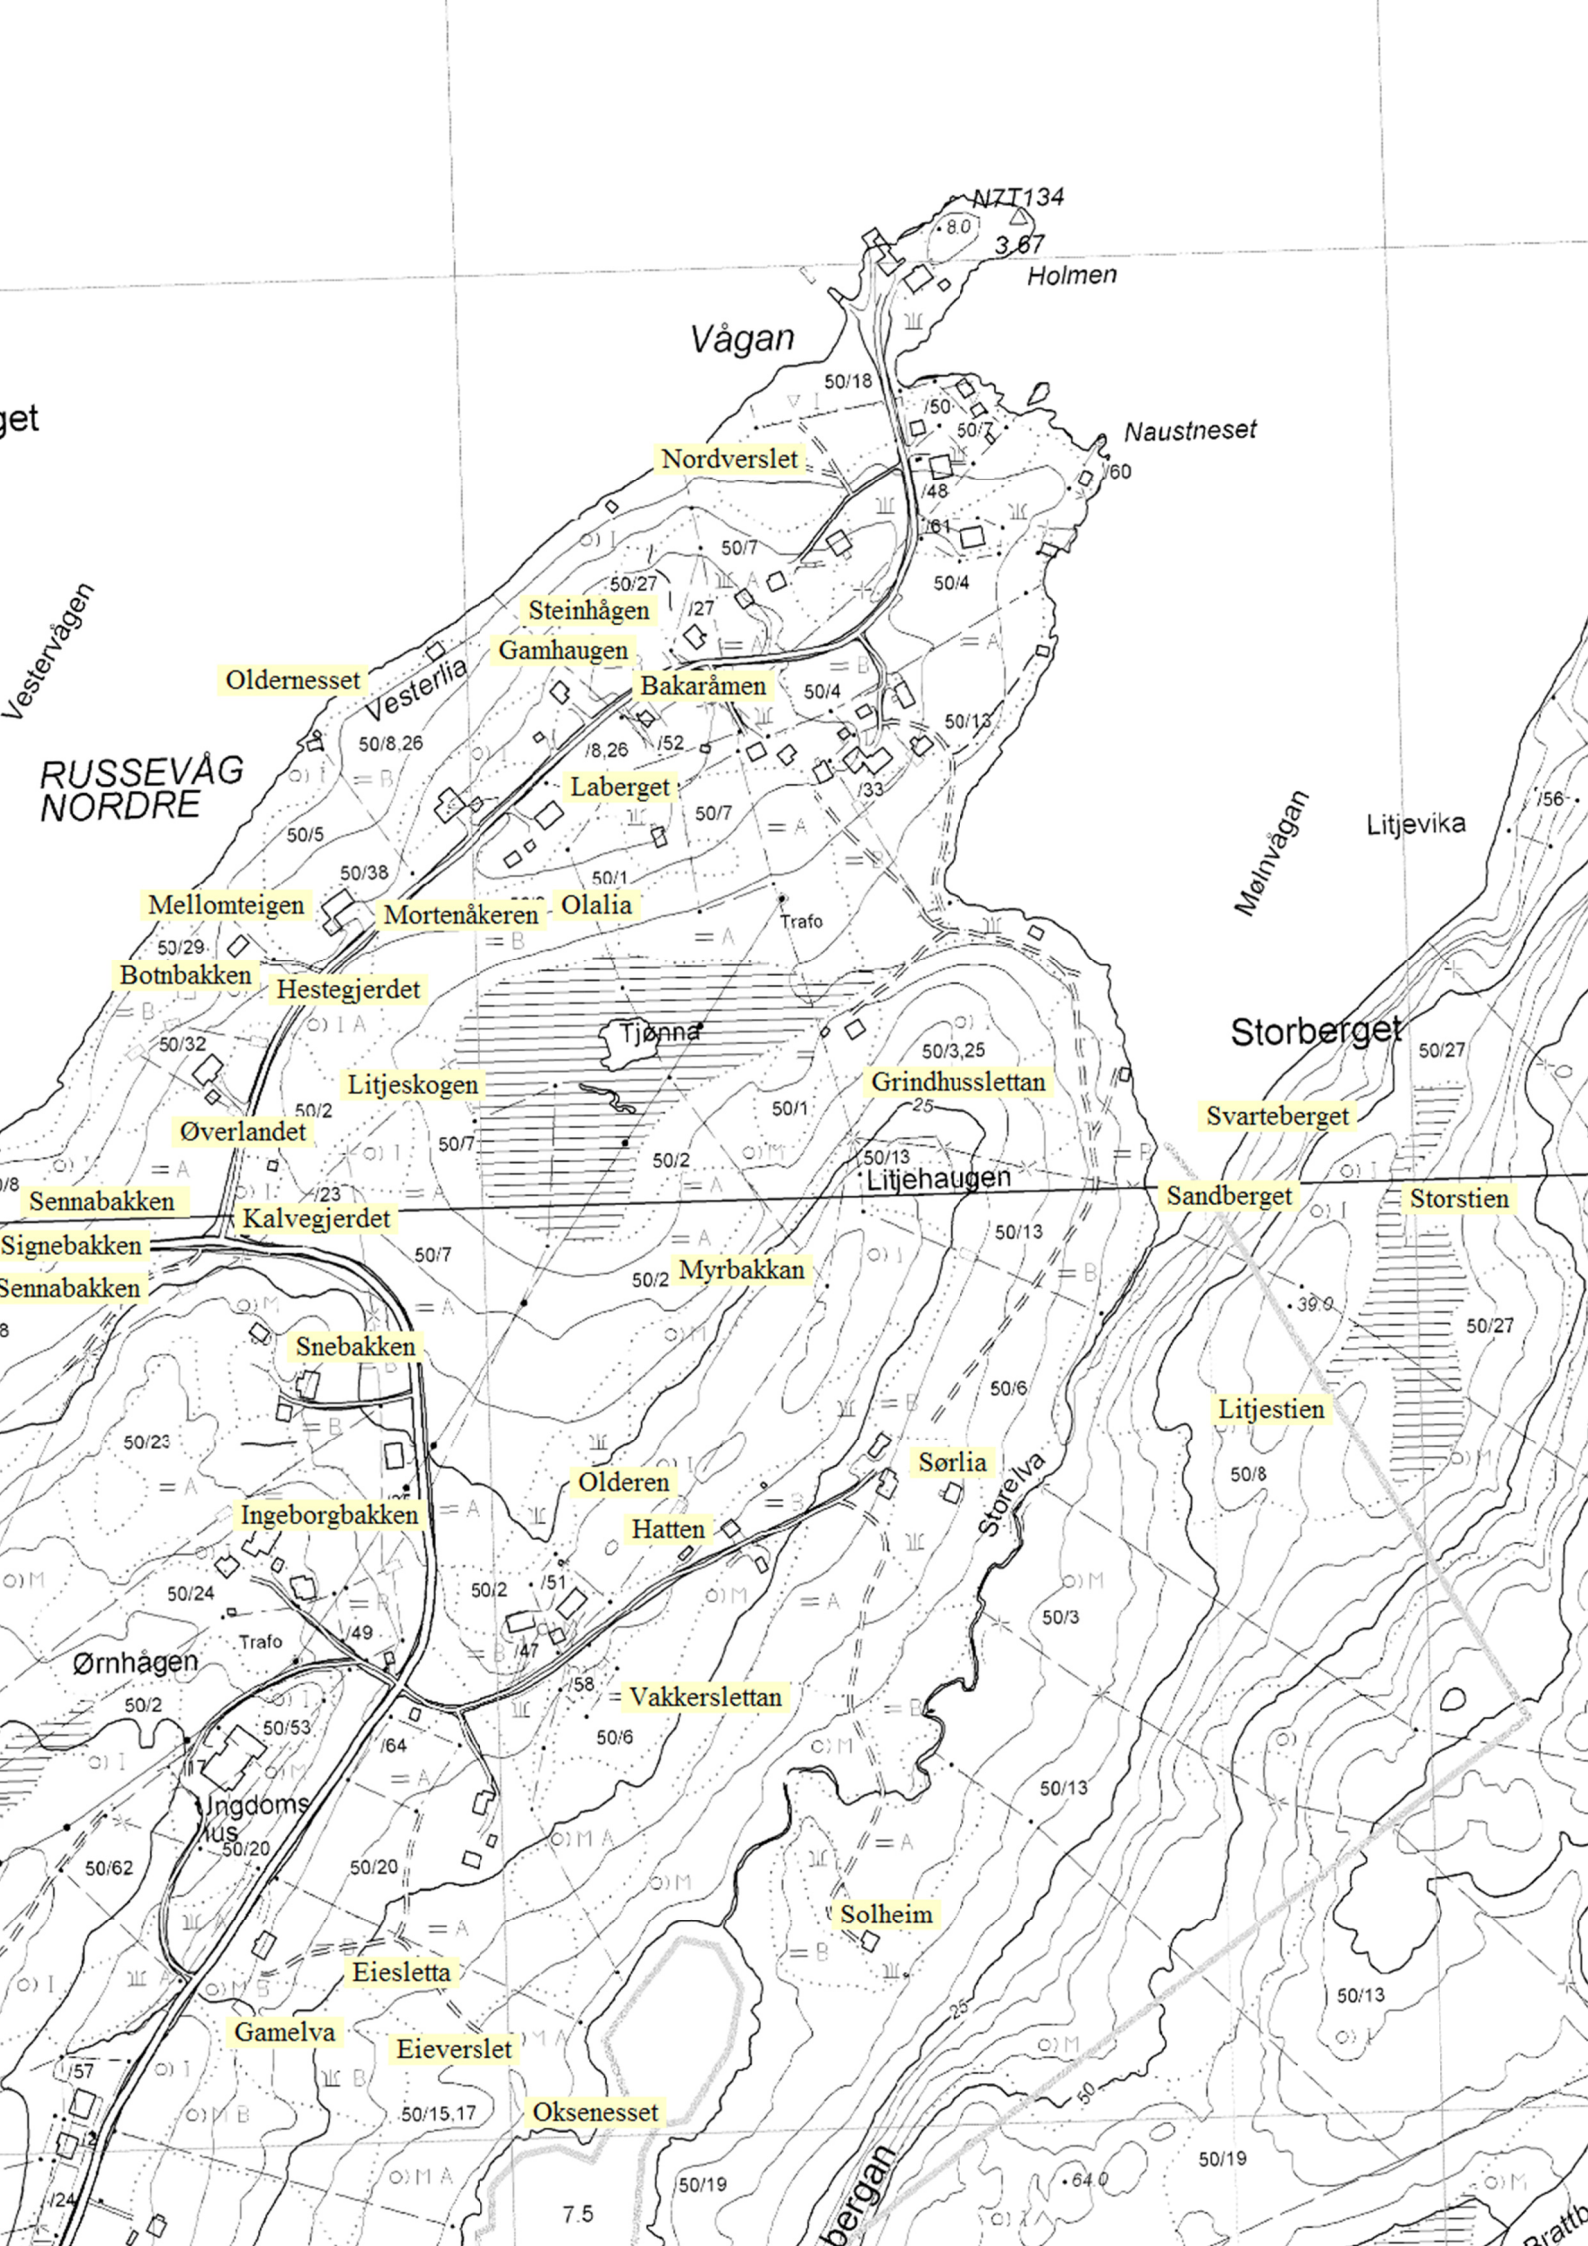 N7T134
8.0
3.67
Holmen
Vågan
50/18
get
/50
50/7
Naustneset
Nordverslet
/60
/48
/61
50/7
50/27
50/4
Steinhågen
/27
Gamhaugen
Vestervågen
Oldernesset
Vesterlia
Bakaråmen
50/4
50/13
50/8,26
/8,26
/52
RUSSEVÅG
NORDRE
Laberget
/33
/56
50/7
Litjevika
Mølnvågan
50/5
50/38
50/1
Mellomteigen
Mortenåkeren
Olalia
Trafo
50/29
Botnbakken
Hestegjerdet
Tjønna
Storberget
50/32
50/3,25
50/27
Litjeskogen
Grindhusslettan
50/2
50/1
25
Svarteberget
Øverlandet
50/7
50/2
50/13
Litjehaugen
/8
Sennabakken
/23
Sandberget
Storstien
Kalvegjerdet
50/13
Signebakken
50/7
50/2
Myrbakkan
Sennabakken
39.0
8
50/27
Snebakken
50/6
Litjestien
50/23
Sørlia
50/8
Olderen
Storelva
Ingeborgbakken
Hatten
50/24
50/2
/51
50/3
Trafo
/49
/47
Ørnhågen
50/2
/58
Vakkerslettan
50/53
50/6
/64
50/13
Ungdoms
hus
50/20
50/62
50/20
Solheim
Eiesletta
50/13
25
Gamelva
Eieverslet
/57
50
50/15,17
Oksenesset
50/19
64.0
50/19
/24
7.5
bergan
Brattb